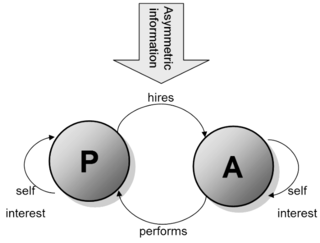 Asymmetric
information
hires
P
A
self
interest
self
interest
performs